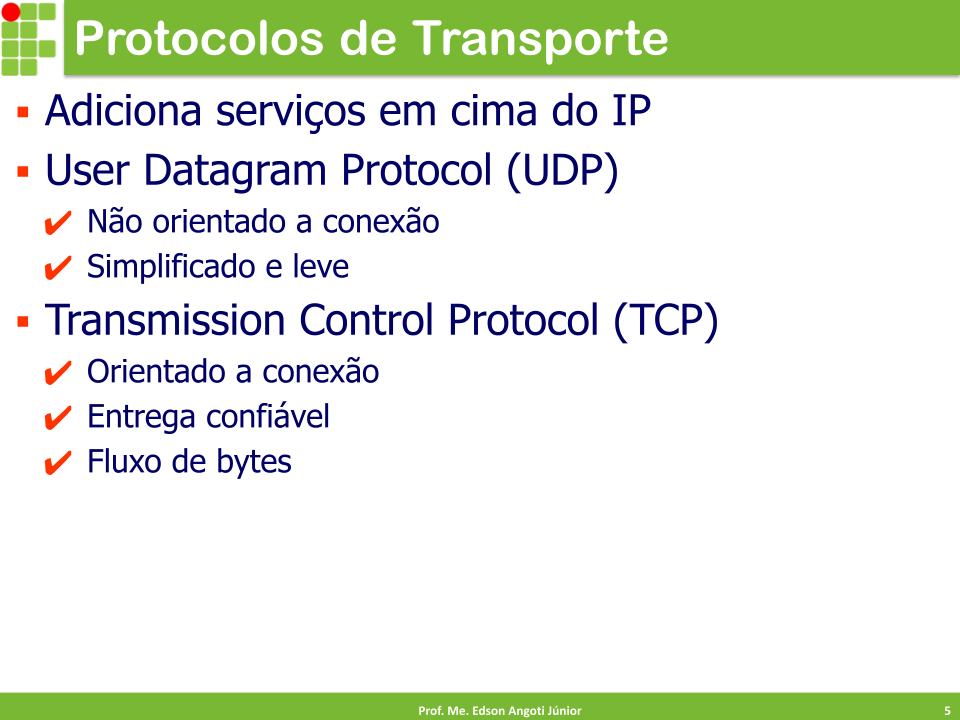 Protocolos de Transporte
▪ Adiciona serviços em cima do IP
▪ User Datagram Protocol (UDP)
✔ Não orientado a conexão
✔ Simplificado e leve
▪ Transmission Control Protocol (TCP)
✔ Orientado a conexão
✔ Entrega confiável
✔ Fluxo de bytes
Prof. Me. Edson Angoti Júnior 5